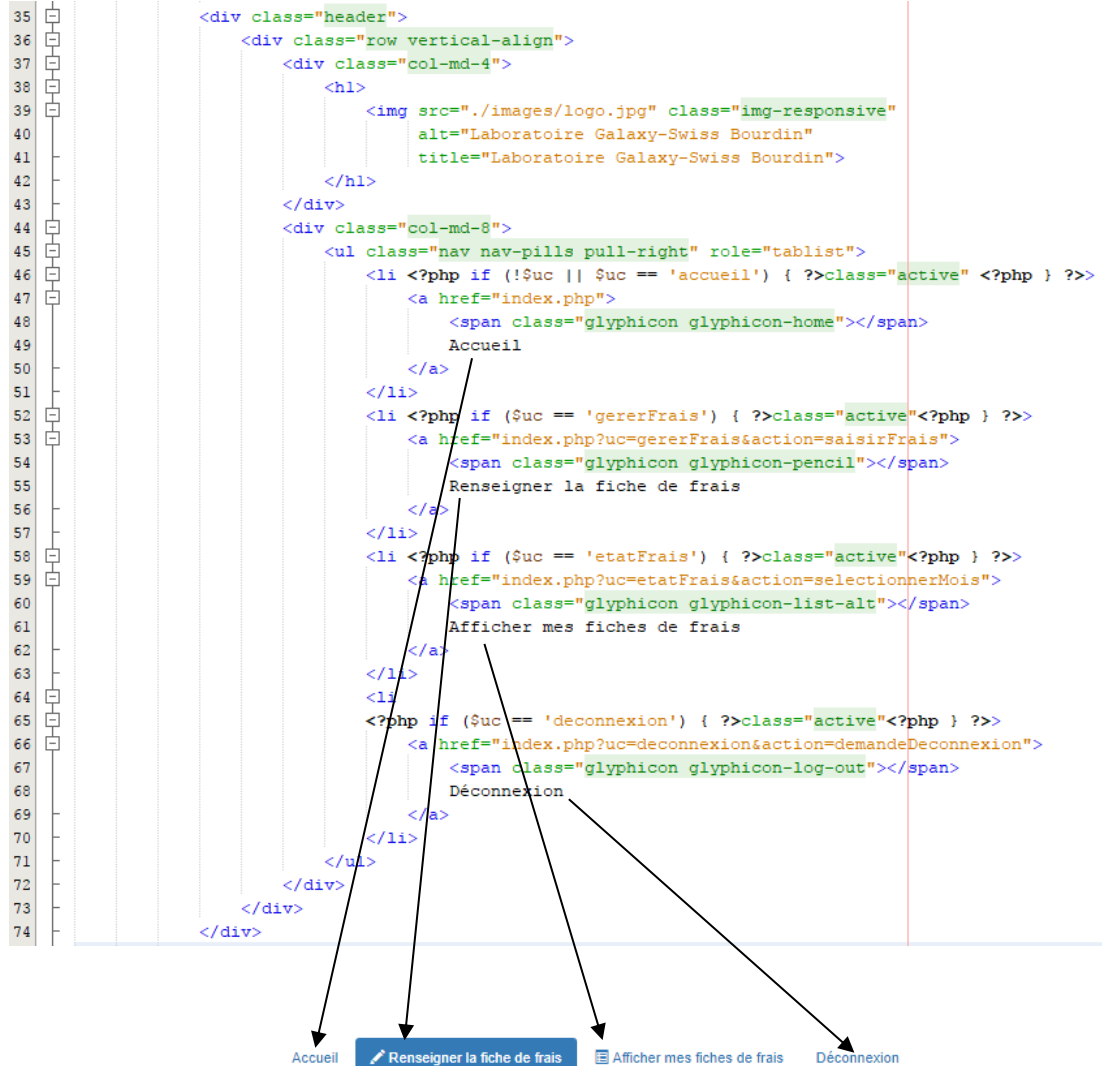 35 <div class="header">
36 <div class="row vertical-align">
37 <div class="col-md-4">
38 <h1>
39 <img src="./images/logo.jpg" class="img-responsive"
40 alt="Laboratoire Galaxy-Swiss Bourdin"
41 title="Laboratoire Galaxy-Swiss Bourdin">
42 </h1>
43 </div>
44 <div class="col-md-8">
45 <ul class="nav nav-pills pull-right" role="tablist">
46 <li <?php if (!$uc || $uc == 'accueil') { ?>class="active" <?php } ?>>
47 <a href="index.php">
48 <span class="glyphicon glyphicon-home"></span>
49 Accueil
50 </a>
51 </li>
52 <li <?php if ($uc == 'gererFrais') { ?>class="active"<?php } ?>>
53 <a href="index.php?uc=gererFrais&action=saisirFrais">
54 <span class="glyphicon glyphicon-pencil"></span>
55 Renseigner la fiche de frais
56 </a>
57 </li>
58 <li <?php if ($uc == 'etatFrais') { ?>class="active"<?php } ?>>
59 <a href="index.php?uc=etatFrais&action=selectionnerMois">
60 <span class="glyphicon glyphicon-list-alt"></span>
61 Afficher mes fiches de frais
62 </a>
63 </li>
64 <li
65 <?php if ($uc == 'deconnexion') { ?>class="active"<?php } ?>>
66 <a href="index.php?uc=deconnexion&action=demandeDeconnexion">
67 <span class="glyphicon glyphicon-log-out"></span>
68 Déconnexion
69 </a>
70 </li>
71 </ul>
72 </div>
73 </div>
74 </div>
Accueil Renseigner la fiche de frais Afficher mes fiches de frais Déconnexion